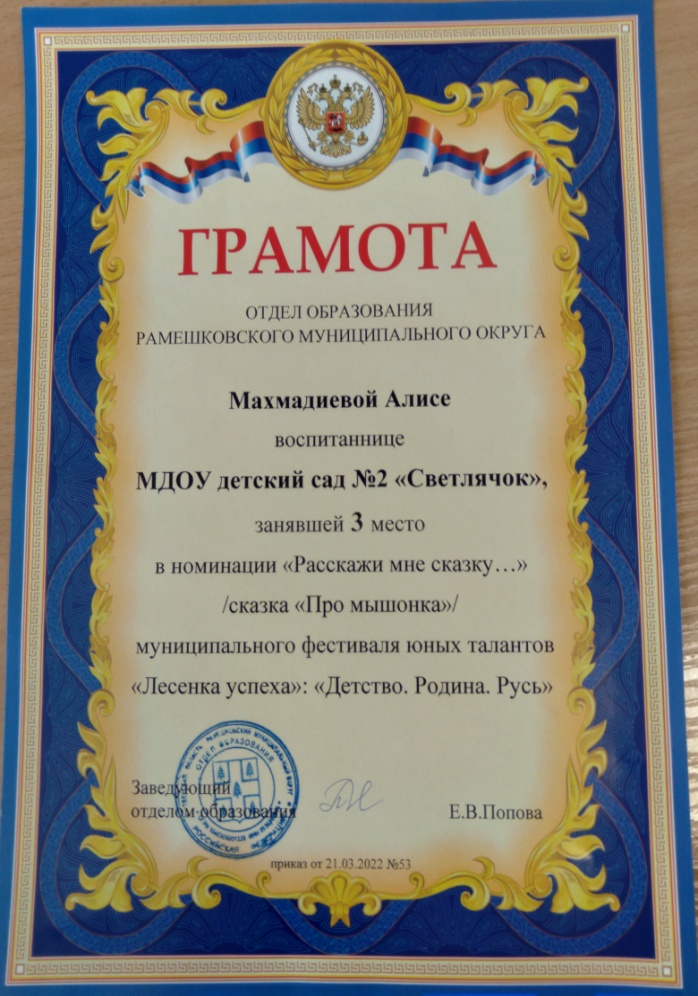 ГРАМОТА
ОТДЕЛ ОБРАЗОВАНИЯ
РАМЕШКОВСКОГО МУНИЦИПАЛЬНОГО ОКРУГА
Махмадиевой Алисе
воспитаннице
МДОУ детский сад №2 «Светлячок»,
занявшей 3 место
в номинации «Расскажи мне сказку…»
/сказка «Про мышонка»/
муниципального фестиваля юных талантов
«Лесенка успеха»: «Детство. Родина. Русь»
Заведующий
отделом образования
Е.В.Попова
ОТДЕЛ ОБРАЗОВАНИЯ
РОССИЙСКАЯ
приказ от 21.03.2022 №53